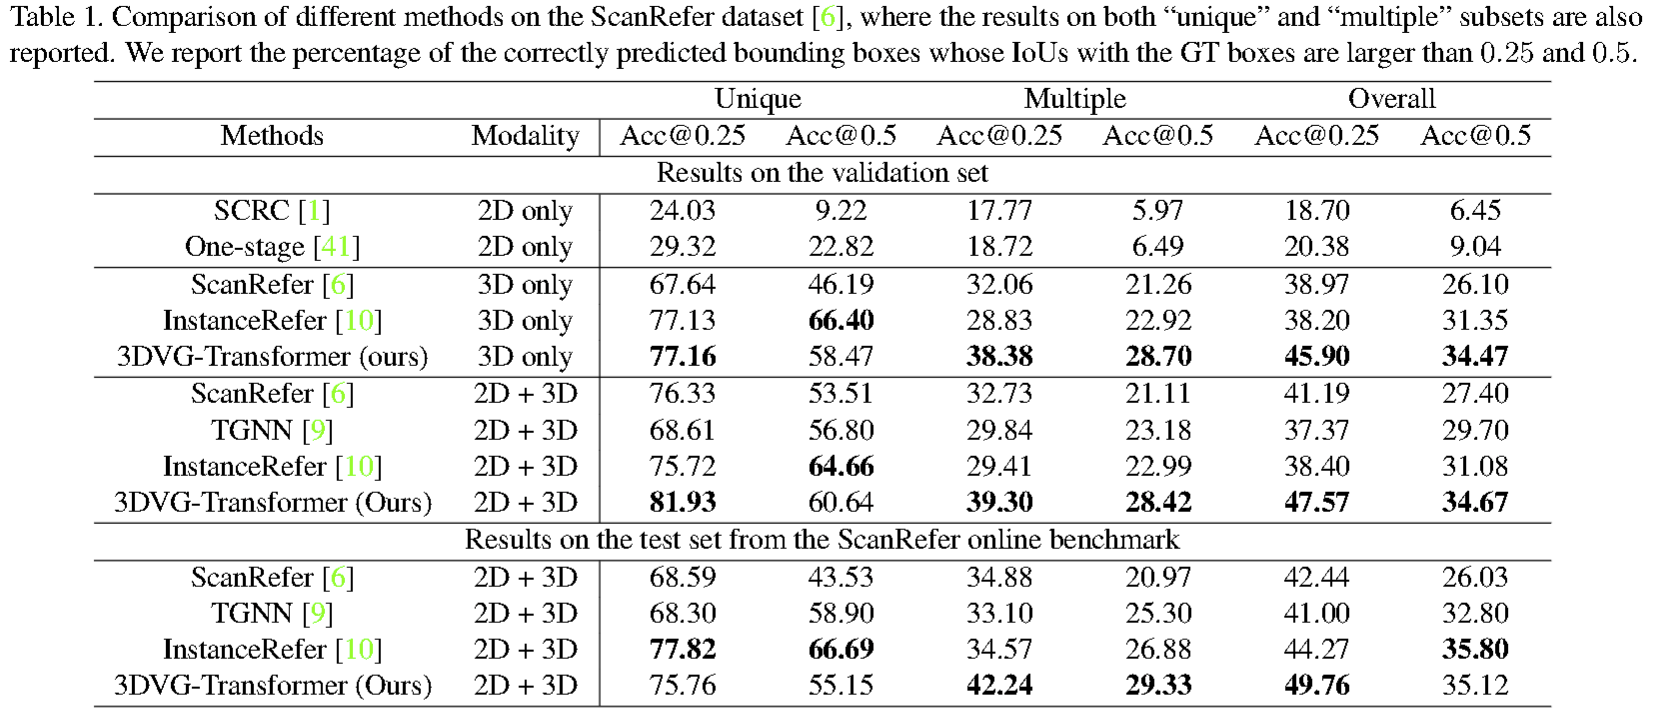 Table 1. Comparison of different methods on the ScanRefer dataset [6], where the results on both “unique” and “multiple” subsets are also
reported. We report the percentage of the correctly predicted bounding boxes whose IoUs with the GT boxes are larger than 0.25 and 0.5.
Unique Multiple Overall
Methods Modality Acc@0.25 Acc@0.5 Acc@0.25 Acc@0.5 Acc@0.25 Acc@0.5
Results on the validation set
SCRC [1] 2D only 24.03 9.22 17.77 5.97 18.70 6.45
One-stage [41] 2D only 29.32 22.82 18.72 6.49 20.38 9.04
ScanRefer [6] 3D only 67.64 46.19 32.06 21.26 38.97 26.10
InstanceRefer [10] 3D only 77.13 66.40 28.83 22.92 38.20 31.35
3DVG-Transformer (ours) 3D only 77.16 58.47 38.38 28.70 45.90 34.47
ScanRefer [6] 2D + 3D 76.33 53.51 32.73 21.11 41.19 27.40
TGNN [9] 2D + 3D 68.61 56.80 29.84 23.18 37.37 29.70
InstanceRefer [10] 2D + 3D 75.72 64.66 29.41 22.99 38.40 31.08
3DVG-Transformer (Ours) 2D + 3D 81.93 60.64 39.30 28.42 47.57 34.67
Results on the test set from the ScanRefer online benchmark
ScanRefer [6] 2D + 3D 68.59 43.53 34.88 20.97 42.44 26.03
TGNN [9] 2D + 3D 68.30 58.90 33.10 25.30 41.00 32.80
InstanceRefer [10] 2D + 3D 77.82 66.69 34.57 26.88 44.27 35.80
3DVG-Transformer (Ours) 2D + 3D 75.76 55.15 42.24 29.33 49.76 35.12